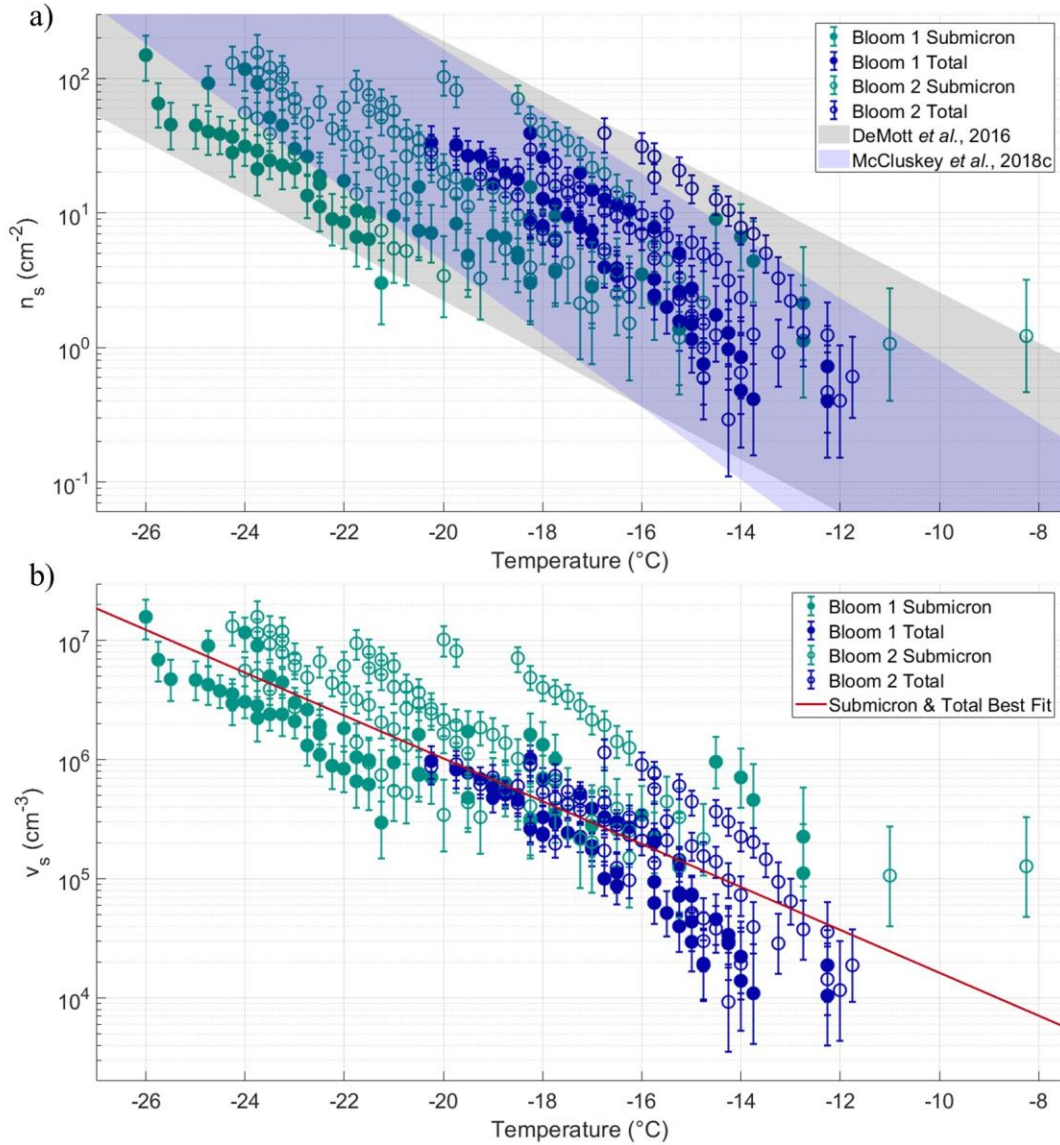 a)
Bloom 1 Submicron
Bloom 1 Total
Bloom 2 Submicron
Bloom 2 Total
DeMott et al., 2016
McCluskey et al., 2018c
10²
10¹
10⁰
10⁻¹
nₛ (cm⁻²)
-26 -24 -22 -20 -18 -16 -14 -12 -10 -8
Temperature (°C)
b)
Bloom 1 Submicron
Bloom 1 Total
Bloom 2 Submicron
Bloom 2 Total
Submicron & Total Best Fit
10⁷
10⁶
10⁵
10⁴
vₛ (cm⁻³)
-26 -24 -22 -20 -18 -16 -14 -12 -10 -8
Temperature (°C)